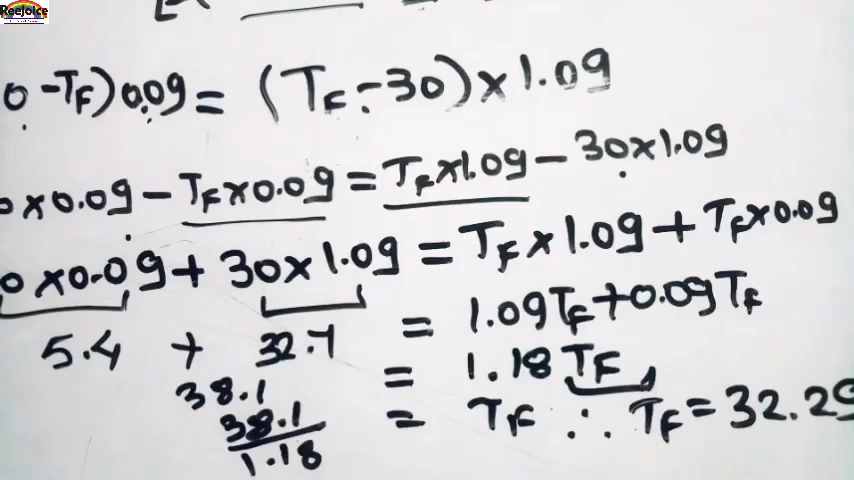 Reejoice
0 - TF) 0.09 = (TF - 30) × 1.09
0 × 0.09 - TF × 0.09 = TF × 1.09 - 30 × 1.09
0 × 0.09 + 30 × 1.09 = TF × 1.09 + TF × 0.09
5.4 + 32.7 = 1.09TF + 0.09TF
38.1 = 1.18 TF
38.1/1.18 = TF ∴ TF = 32.29